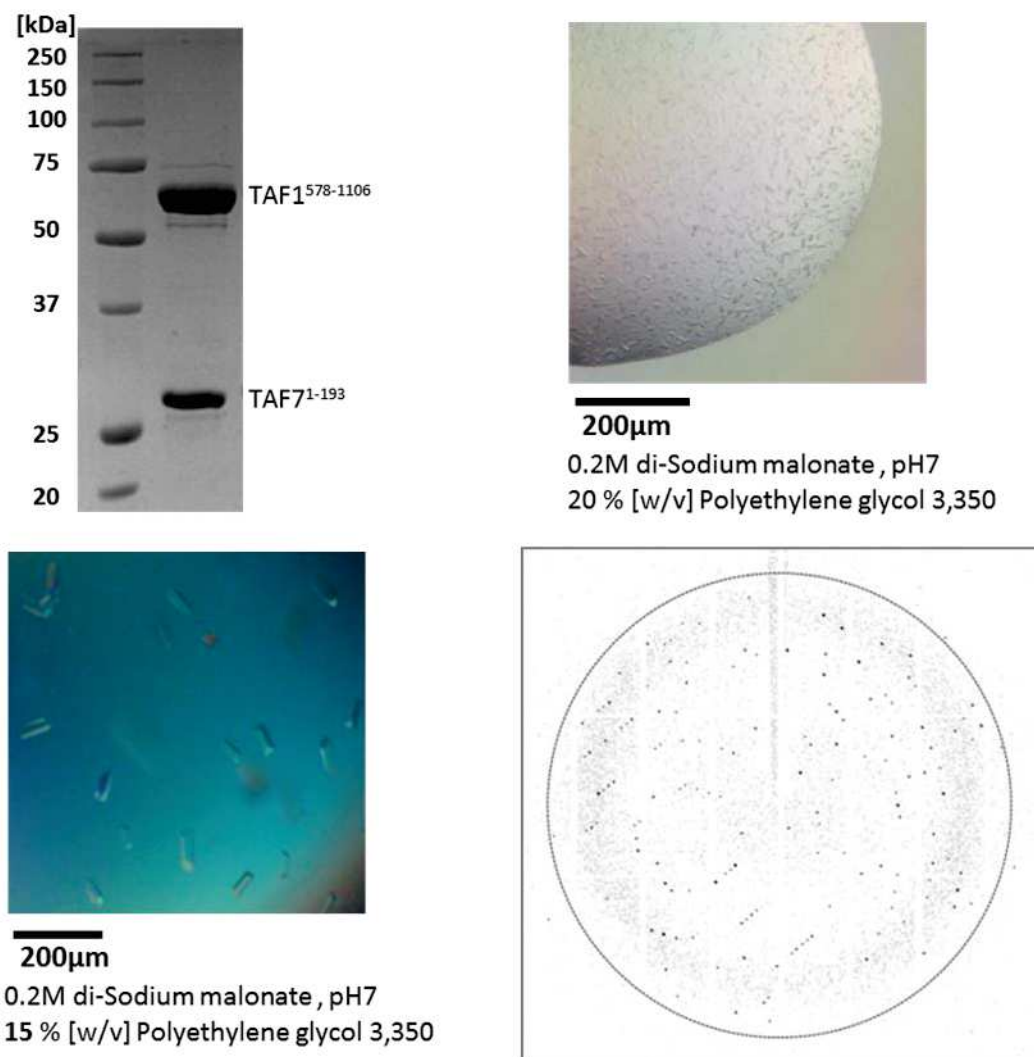 [kDa]
250
150
100
75
50
37
25
20
TAF1⁵⁷⁸⁻¹¹⁰⁶
TAF7¹⁻¹⁹³
200μm
0.2M di-Sodium malonate , pH7
20 % [w/v] Polyethylene glycol 3,350
200μm
0.2M di-Sodium malonate , pH7
15 % [w/v] Polyethylene glycol 3,350